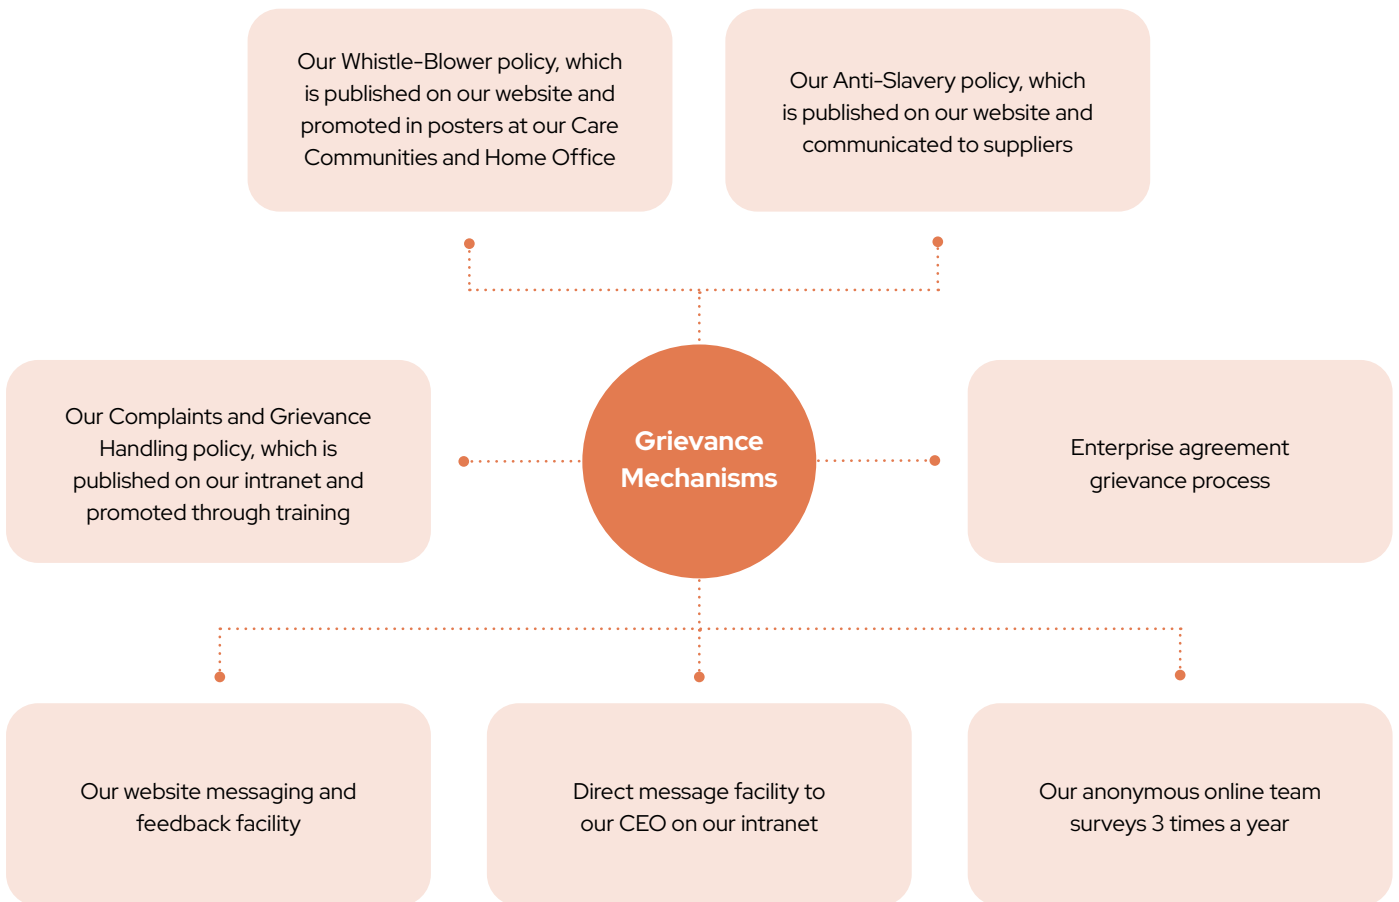 Our Whistle-Blower policy, which
is published on our website and
promoted in posters at our Care
Communities and Home Office
Our Anti-Slavery policy, which
is published on our website and
communicated to suppliers
Our Complaints and Grievance
Handling policy, which is
published on our intranet and
promoted through training
Grievance
Mechanisms
Enterprise agreement
grievance process
Our website messaging and
feedback facility
Direct message facility to
our CEO on our intranet
Our anonymous online team
surveys 3 times a year